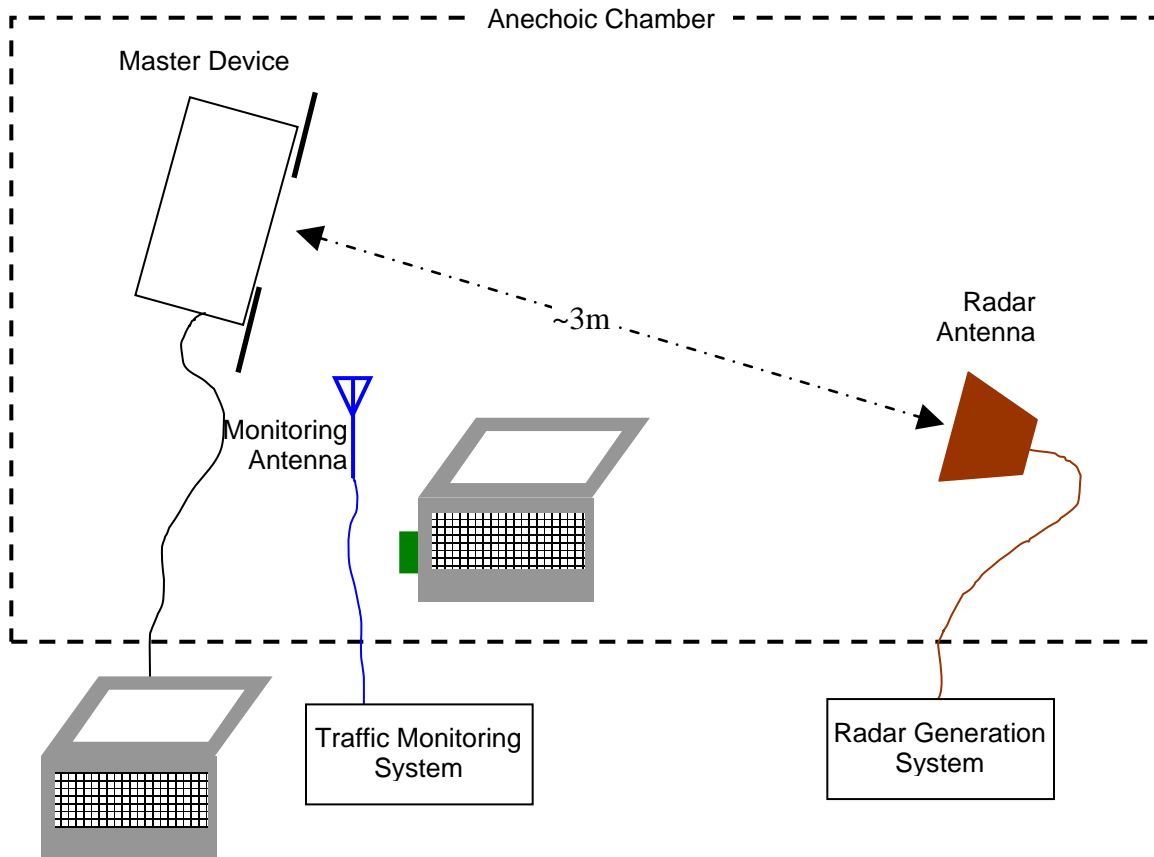 Anechoic Chamber
Master Device
~3m
Radar
Antenna
Monitoring
Antenna
Traffic Monitoring
System
Radar Generation
System